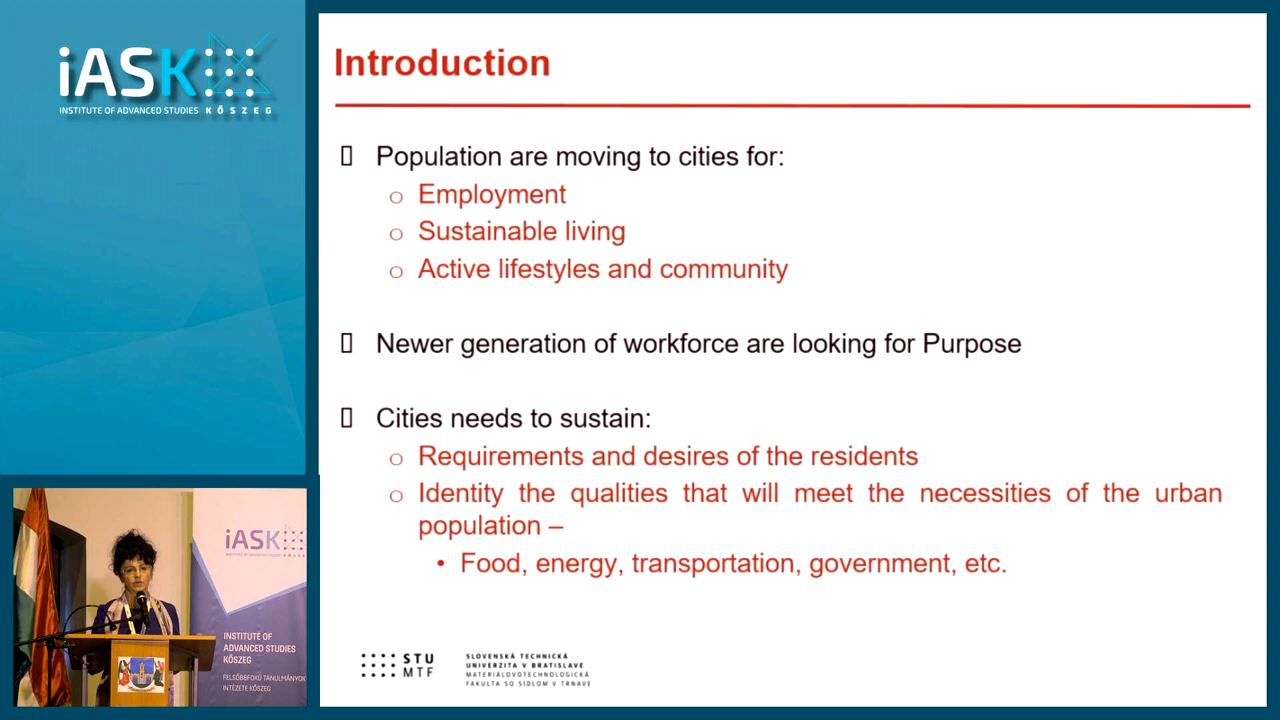 iASK
INSTITUTE OF ADVANCED STUDIES KŐSZEG
Introduction
Population are moving to cities for:
o Employment
o Sustainable living
o Active lifestyles and community
Newer generation of workforce are looking for Purpose
Cities needs to sustain:
o Requirements and desires of the residents
o Identity the qualities that will meet the necessities of the urban
population –
• Food, energy, transportation, government, etc.
STU
MTF
SLOVENSKÁ TECHNICKÁ
UNIVERZITA V BRATISLAVE
MATERIÁLOVOTECHNOLOGICKÁ
FAKULTA SO SÍDLOM V TRNAVE
iASK
INSTITUTE OF
ADVANCED STUDIES
KŐSZEG
FELSŐBBFOKÚ TANULMÁNYOK
INTÉZETE KŐSZEG